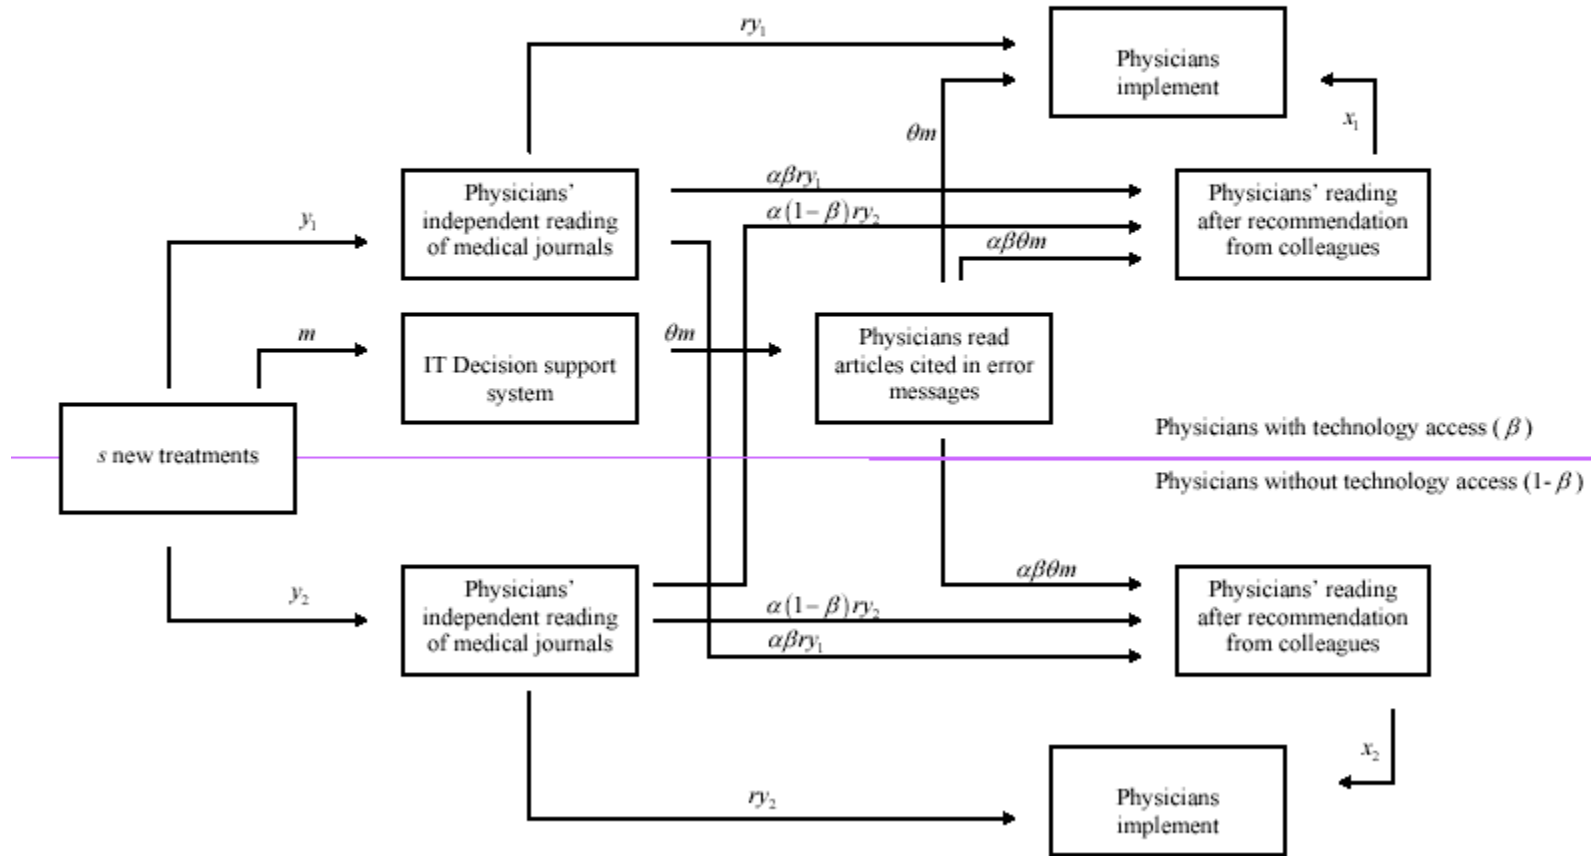 ry₁
Physicians
implement
θm
x₁
Physicians'
independent reading
of medical journals
αβry₁
α(1−β)ry₂
αβθm
Physicians' reading
after recommendation
from colleagues
y₁
m
IT Decision support
system
θm
Physicians read
articles cited in error
messages
s new treatments
Physicians with technology access (β)
Physicians without technology access (1- β)
y₂
Physicians'
independent reading
of medical journals
αβθm
α(1−β)ry₂
αβry₁
Physicians' reading
after recommendation
from colleagues
x₂
ry₂
Physicians
implement